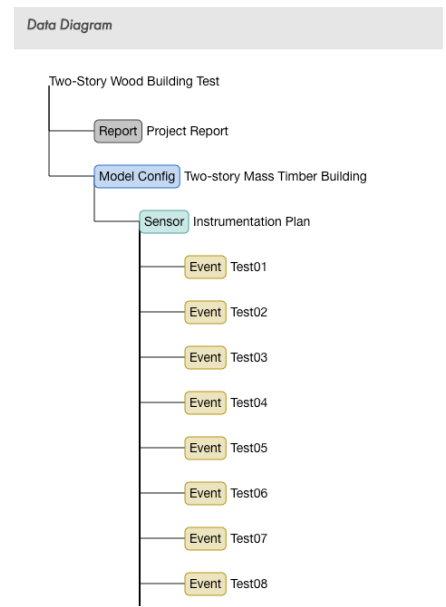 Data Diagram
Two-Story Wood Building Test
Report Project Report
Model Config Two-story Mass Timber Building
Sensor Instrumentation Plan
Event Test01
Event Test02
Event Test03
Event Test04
Event Test05
Event Test06
Event Test07
Event Test08